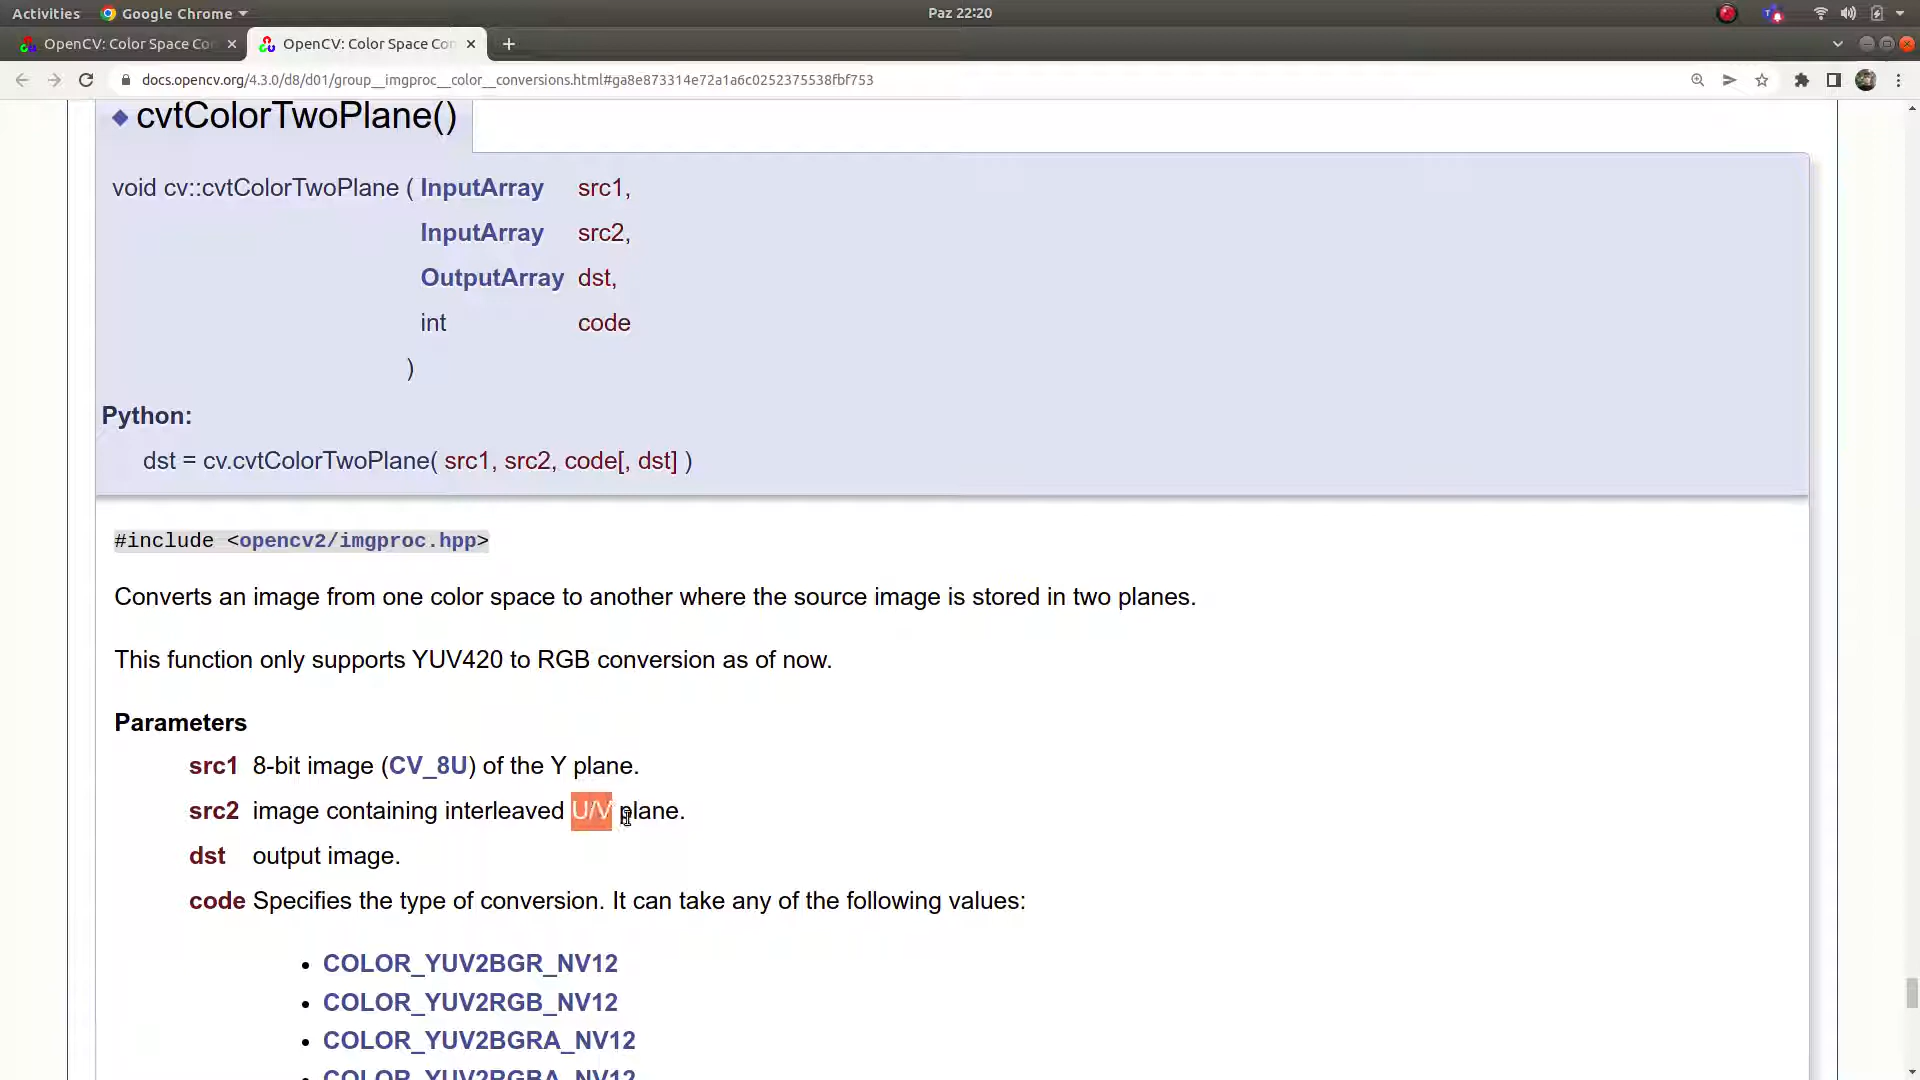 Activities Google Chrome Paz 22:20
OpenCV: Color Space Con OpenCV: Color Space Con
docs.opencv.org/4.3.0/d8/d01/group__imgproc__color__conversions.html#ga8e873314e72a1a6c0252375538fbf753
◆ cvtColorTwoPlane()
void cv::cvtColorTwoPlane ( InputArray src1,
InputArray src2,
OutputArray dst,
int code
)
Python:
dst = cv.cvtColorTwoPlane( src1, src2, code[, dst] )
#include <opencv2/imgproc.hpp>
Converts an image from one color space to another where the source image is stored in two planes.
This function only supports YUV420 to RGB conversion as of now.
Parameters
src1 8-bit image (CV_8U) of the Y plane.
src2 image containing interleaved U/V plane.
dst output image.
code Specifies the type of conversion. It can take any of the following values:
• COLOR_YUV2BGR_NV12
• COLOR_YUV2RGB_NV12
• COLOR_YUV2BGRA_NV12
• COLOR_YUV2RGBA_NV12